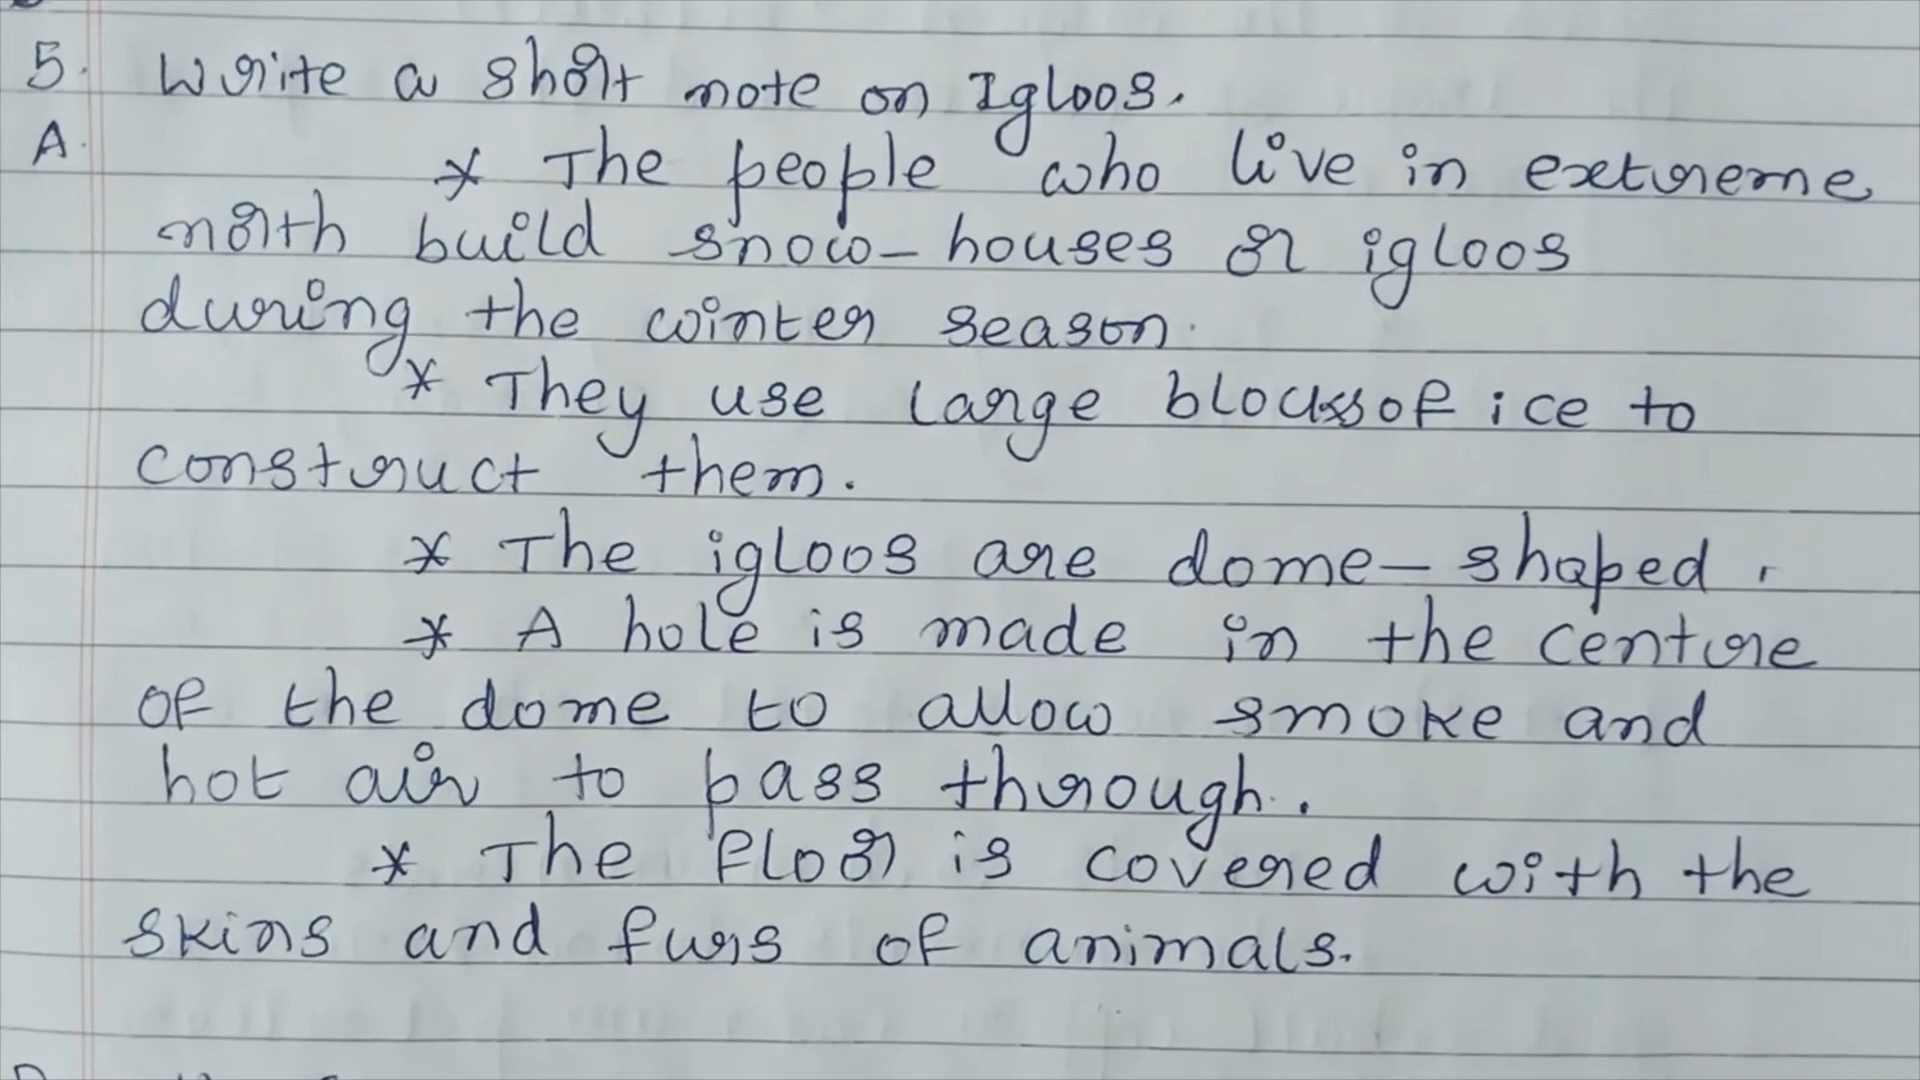 5. Write a short note on Igloos.
A.
* The people who live in extreme
north build snow-houses or igloos
during the winter season.
* They use large blocks of ice to
construct them.
* The igloos are dome-shaped.
* A hole is made in the centre
of the dome to allow smoke and
hot air to pass through.
* The floor is covered with the
skins and furs of animals.